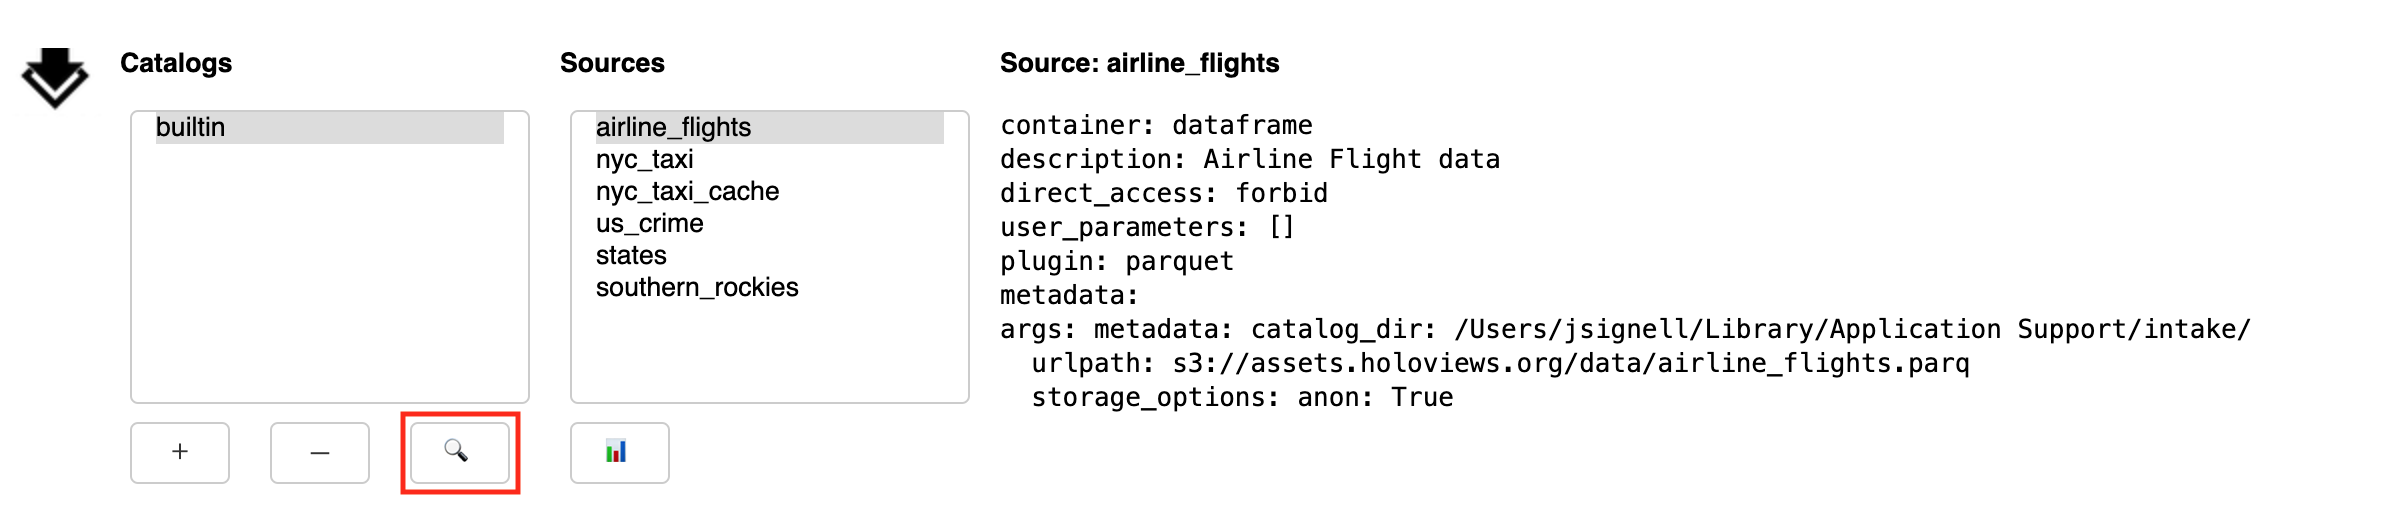 Catalogs
builtin
+
–
Sources
airline_flights
nyc_taxi
nyc_taxi_cache
us_crime
states
southern_rockies
Source: airline_flights
container: dataframe
description: Airline Flight data
direct_access: forbid
user_parameters: []
plugin: parquet
metadata:
args: metadata: catalog_dir: /Users/jsignell/Library/Application Support/intake/
  urlpath: s3://assets.holoviews.org/data/airline_flights.parq
  storage_options: anon: True